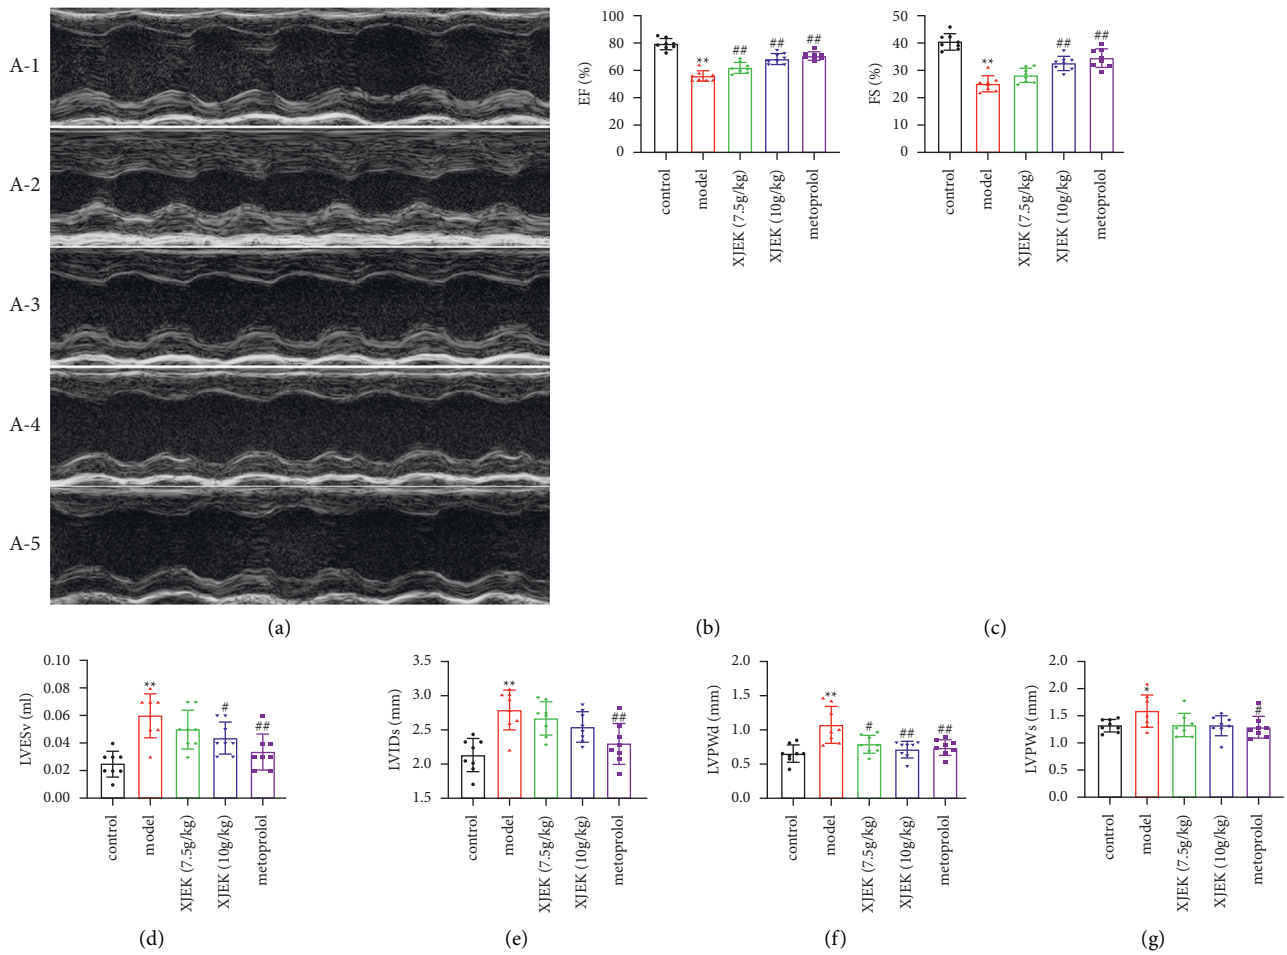 A-1
A-2
A-3
A-4
A-5
(a)
EF (%)
100
80
60
40
20
0
**
##
##
##
control
model
XJEK (7.5g/kg)
XJEK (10g/kg)
metoprolol
(b)
FS (%)
50
40
30
20
10
0
**
##
##
control
model
XJEK (7.5g/kg)
XJEK (10g/kg)
metoprolol
(c)
LVESv (ml)
0.10
0.08
0.06
0.04
0.02
0.00
**
#
##
control
model
XJEK (7.5g/kg)
XJEK (10g/kg)
metoprolol
(d)
LVIDs (mm)
3.5
3.0
2.5
2.0
1.5
**
##
control
model
XJEK (7.5g/kg)
XJEK (10g/kg)
metoprolol
(e)
LVPWd (mm)
2.0
1.5
1.0
0.5
0.0
**
#
##
##
control
model
XJEK (7.5g/kg)
XJEK (10g/kg)
metoprolol
(f)
LVPWs (mm)
2.0
2.0
1.5
1.0
0.5
0.0
*
#
control
model
XJEK (7.5g/kg)
XJEK (10g/kg)
metoprolol
(g)